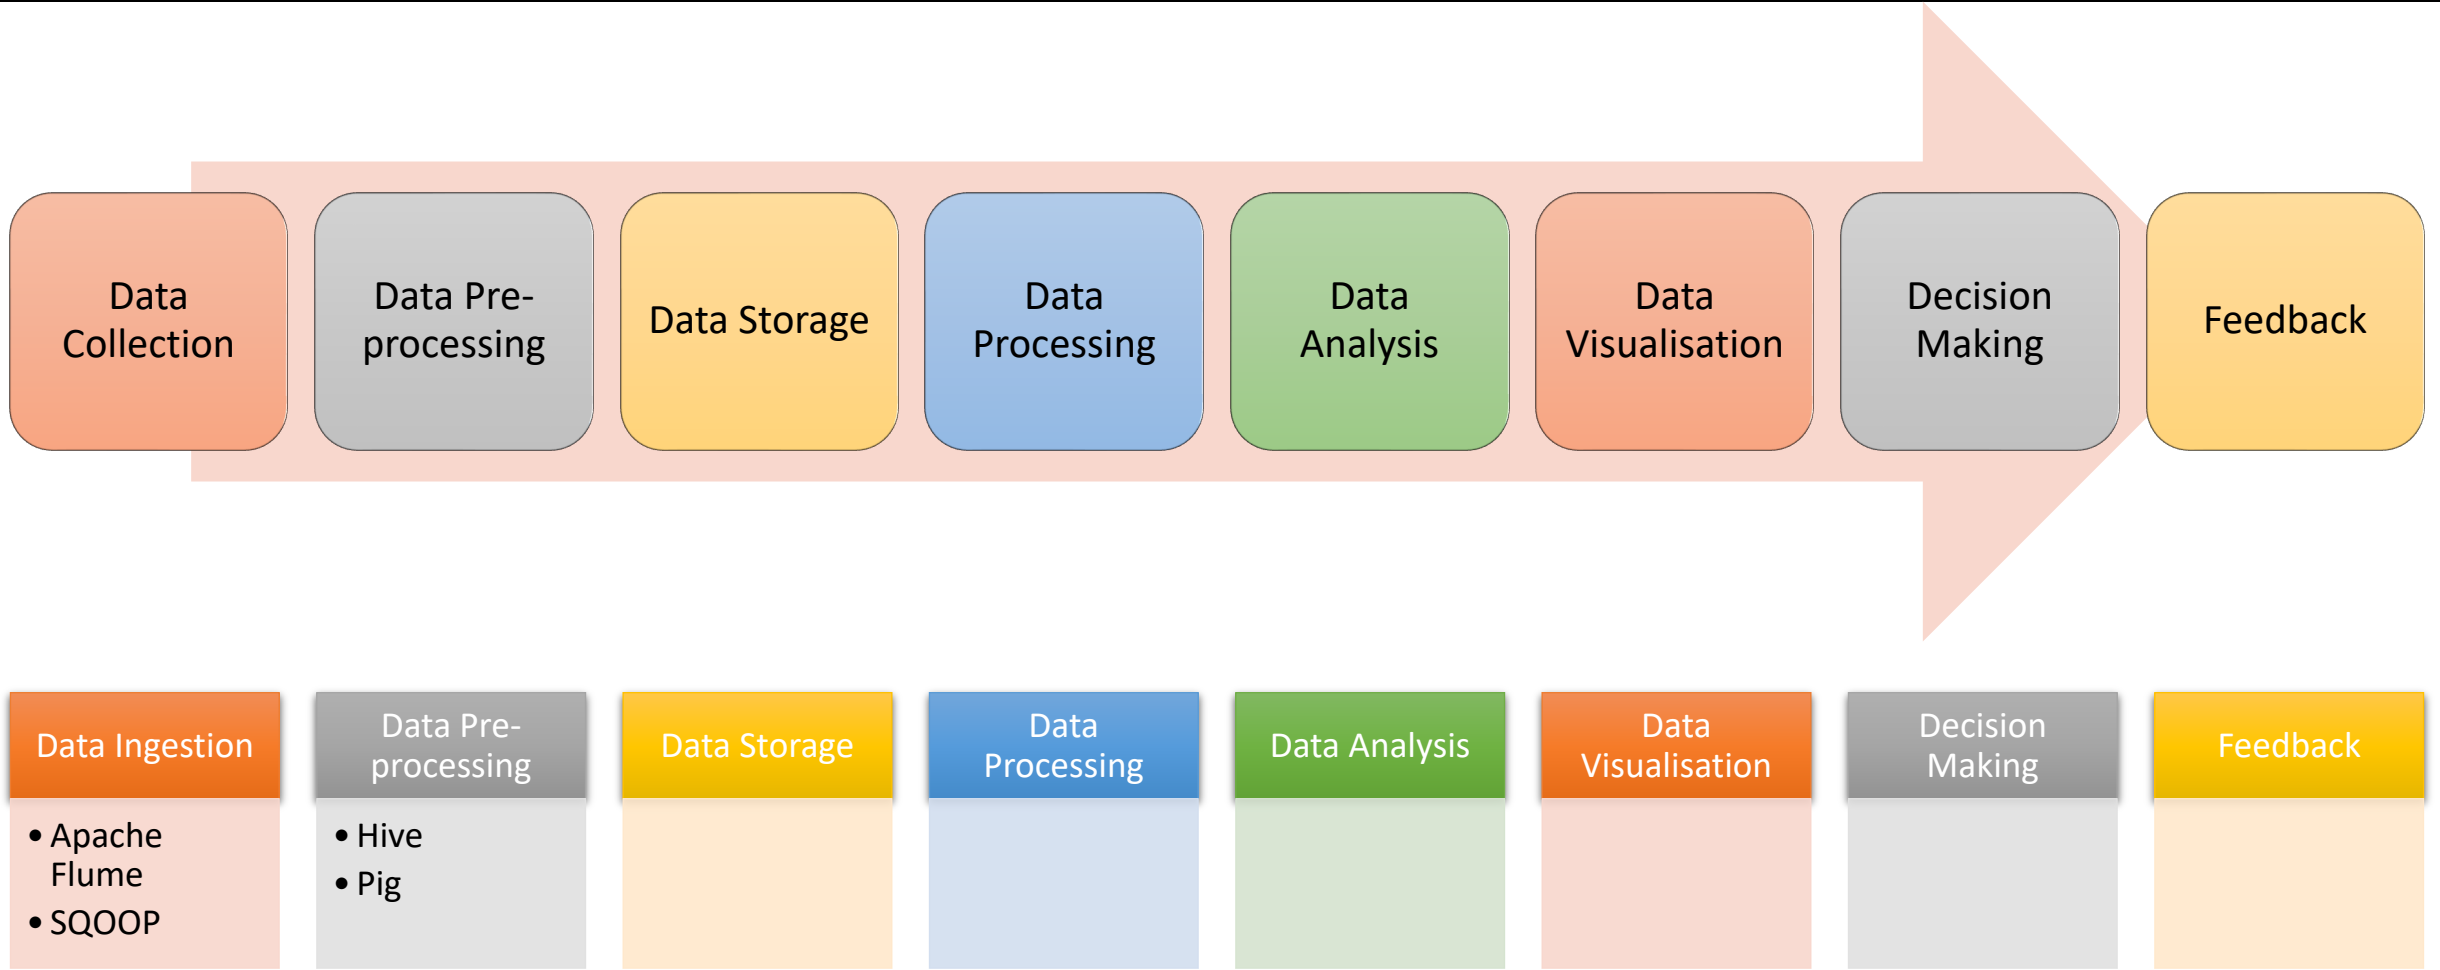 Data
Collection
Data Pre-
processing
Data Storage
Data
Processing
Data
Analysis
Data
Visualisation
Decision
Making
Feedback
Data Ingestion
• Apache
Flume
• SQOOP
Data Pre-
processing
• Hive
• Pig
Data Storage
Data
Processing
Data Analysis
Data
Visualisation
Decision
Making
Feedback